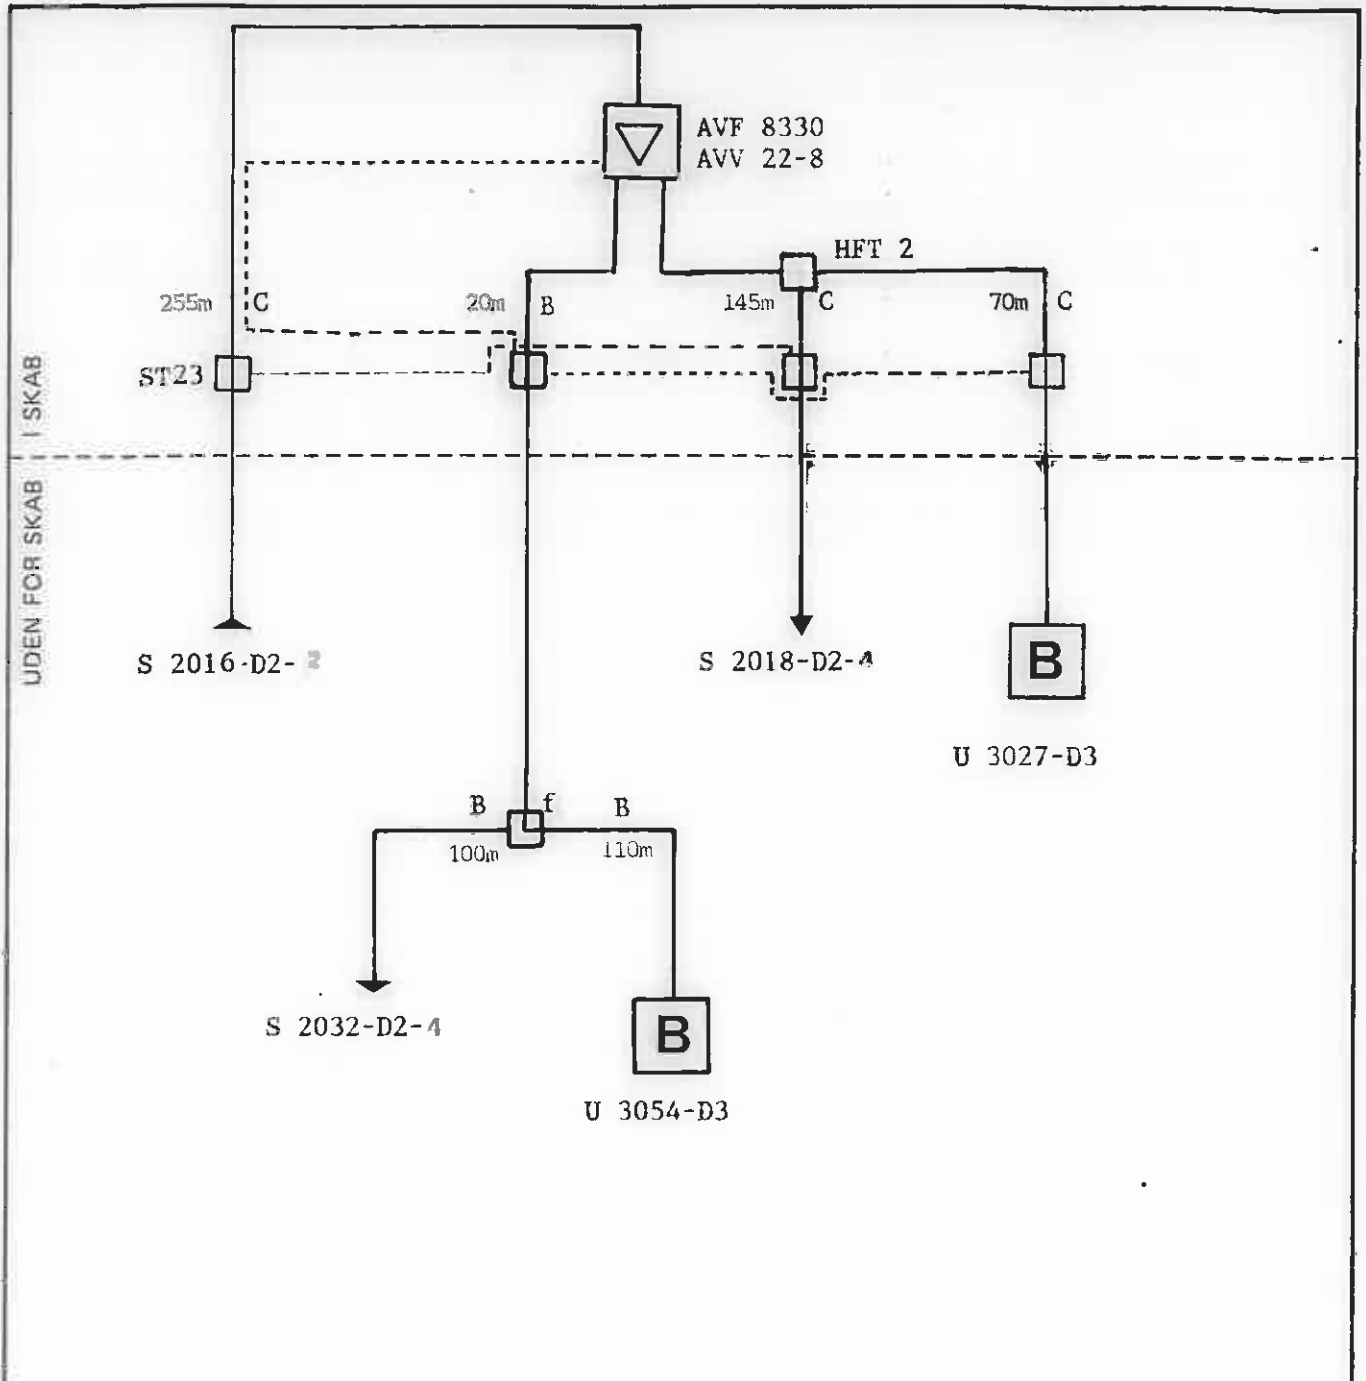 AVF 8330
AVV 22-8
HFT 2
255m C
20m B
145m C
70m C
ST23
I SKAB
UDEN FOR SKAB
S 2016-D2-
S 2018-D2-4
B
U 3027-D3
B f B
100m 110m
S 2032-D2-4
B
U 3054-D3